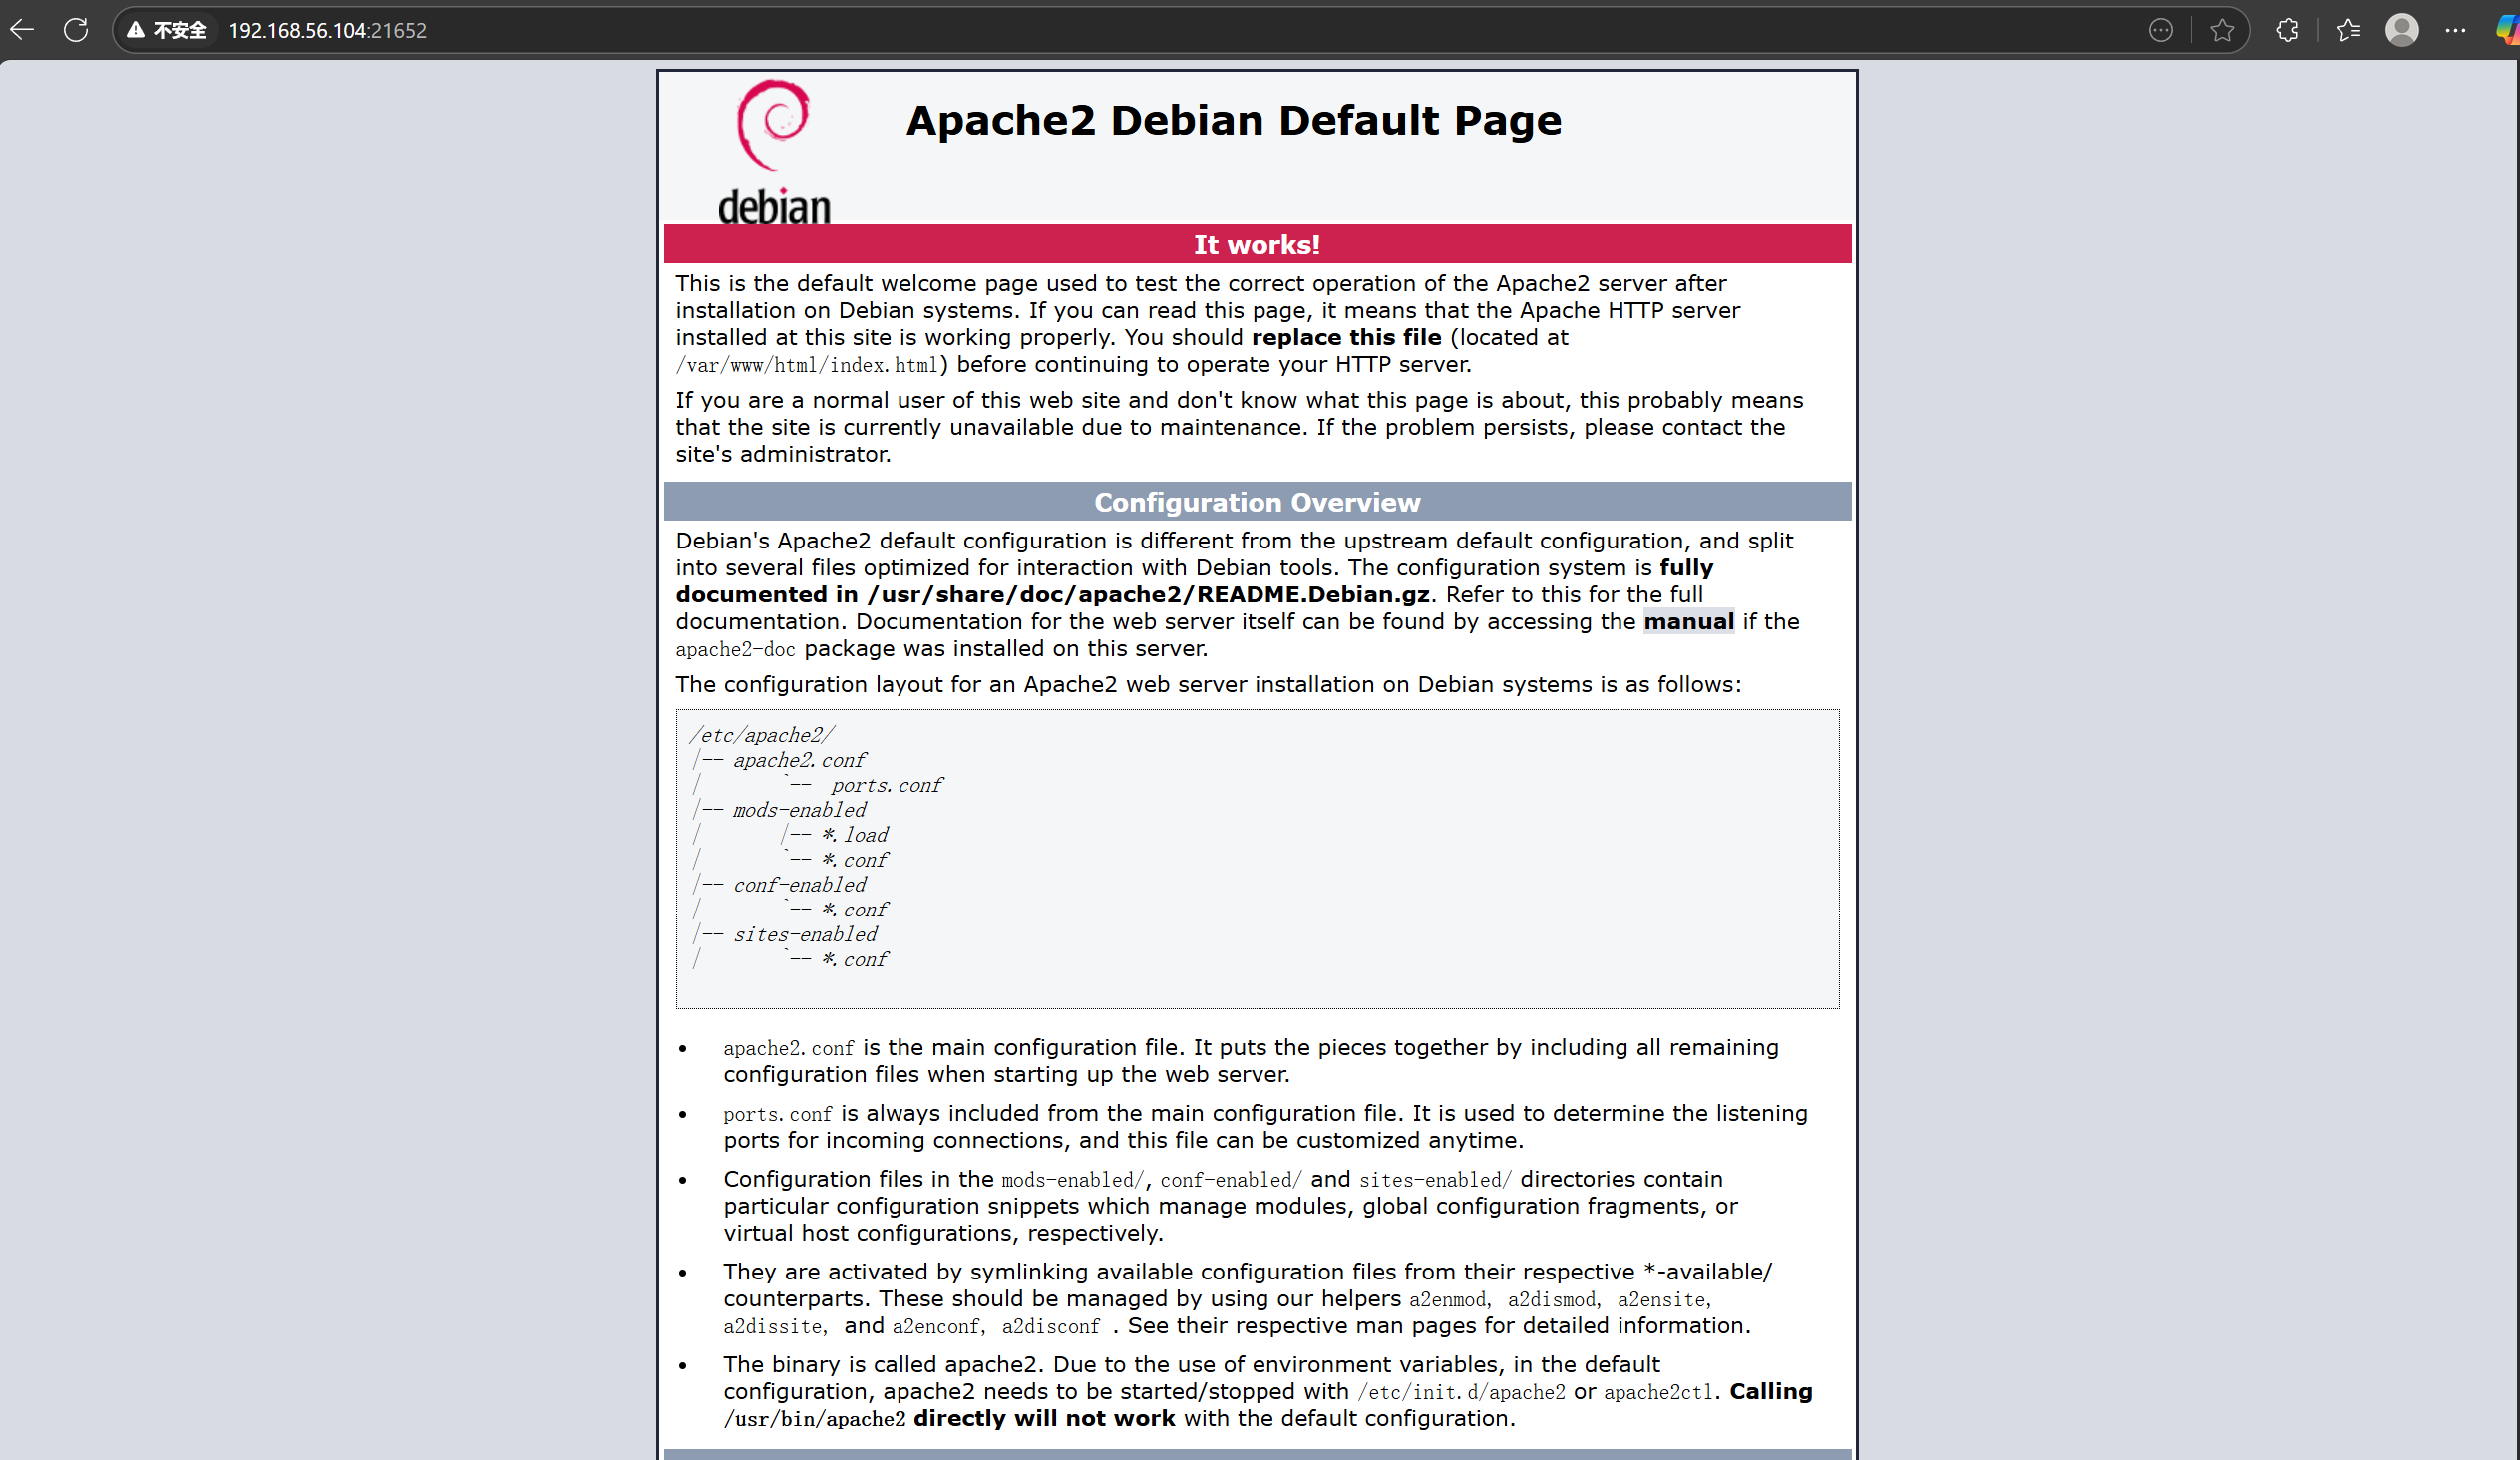 不安全 192.168.56.104:21652
debian
Apache2 Debian Default Page
It works!
This is the default welcome page used to test the correct operation of the Apache2 server after
installation on Debian systems. If you can read this page, it means that the Apache HTTP server
installed at this site is working properly. You should replace this file (located at
/var/www/html/index.html) before continuing to operate your HTTP server.
If you are a normal user of this web site and don't know what this page is about, this probably means
that the site is currently unavailable due to maintenance. If the problem persists, please contact the
site's administrator.
Configuration Overview
Debian's Apache2 default configuration is different from the upstream default configuration, and split
into several files optimized for interaction with Debian tools. The configuration system is fully
documented in /usr/share/doc/apache2/README.Debian.gz. Refer to this for the full
documentation. Documentation for the web server itself can be found by accessing the manual if the
apache2-doc package was installed on this server.
The configuration layout for an Apache2 web server installation on Debian systems is as follows:
/etc/apache2/
|-- apache2.conf
|       `--  ports.conf
|-- mods-enabled
|       |-- *.load
|       `-- *.conf
|-- conf-enabled
|       `-- *.conf
|-- sites-enabled
|       `-- *.conf
• apache2.conf is the main configuration file. It puts the pieces together by including all remaining
configuration files when starting up the web server.
• ports.conf is always included from the main configuration file. It is used to determine the listening
ports for incoming connections, and this file can be customized anytime.
• Configuration files in the mods-enabled/, conf-enabled/ and sites-enabled/ directories contain
particular configuration snippets which manage modules, global configuration fragments, or
virtual host configurations, respectively.
• They are activated by symlinking available configuration files from their respective *-available/
counterparts. These should be managed by using our helpers a2enmod, a2dismod, a2ensite,
a2dissite, and a2enconf, a2disconf . See their respective man pages for detailed information.
• The binary is called apache2. Due to the use of environment variables, in the default
configuration, apache2 needs to be started/stopped with /etc/init.d/apache2 or apache2ctl. Calling
/usr/bin/apache2 directly will not work with the default configuration.